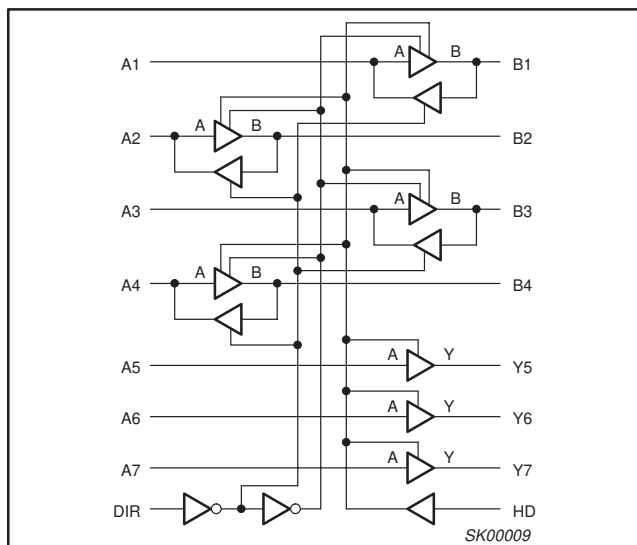 A1 A B B1
A2 A B B2
A3 A B B3
A4 A B B4
A5 A Y Y5
A6 A Y Y6
A7 A Y Y7
DIR HD
SK00009